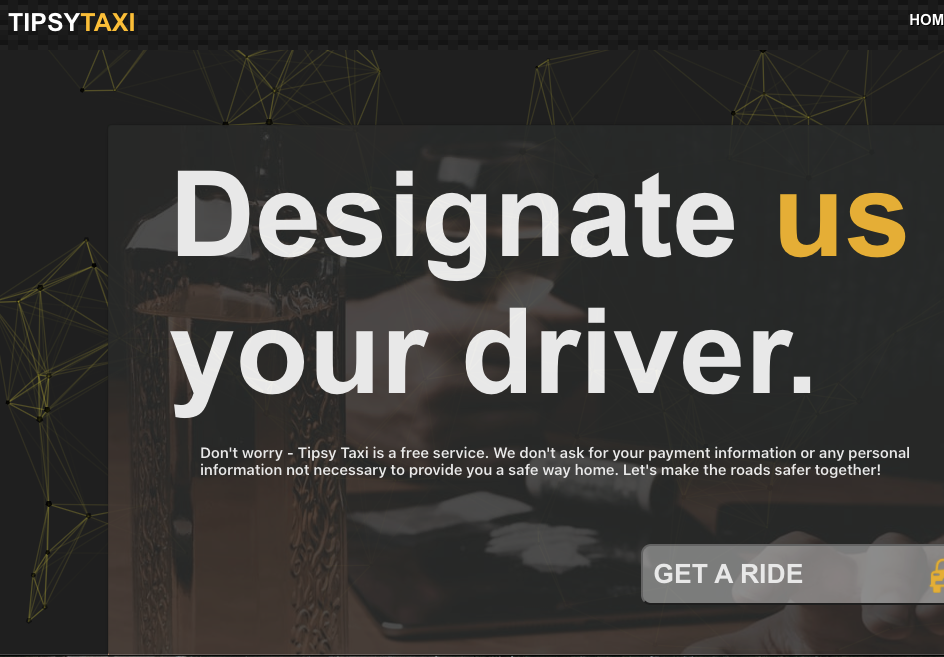 TIPSYTAXI
HOM
Designate us
your driver.
Don't worry - Tipsy Taxi is a free service. We don't ask for your payment information or any personal
information not necessary to provide you a safe way home. Let's make the roads safer together!
GET A RIDE